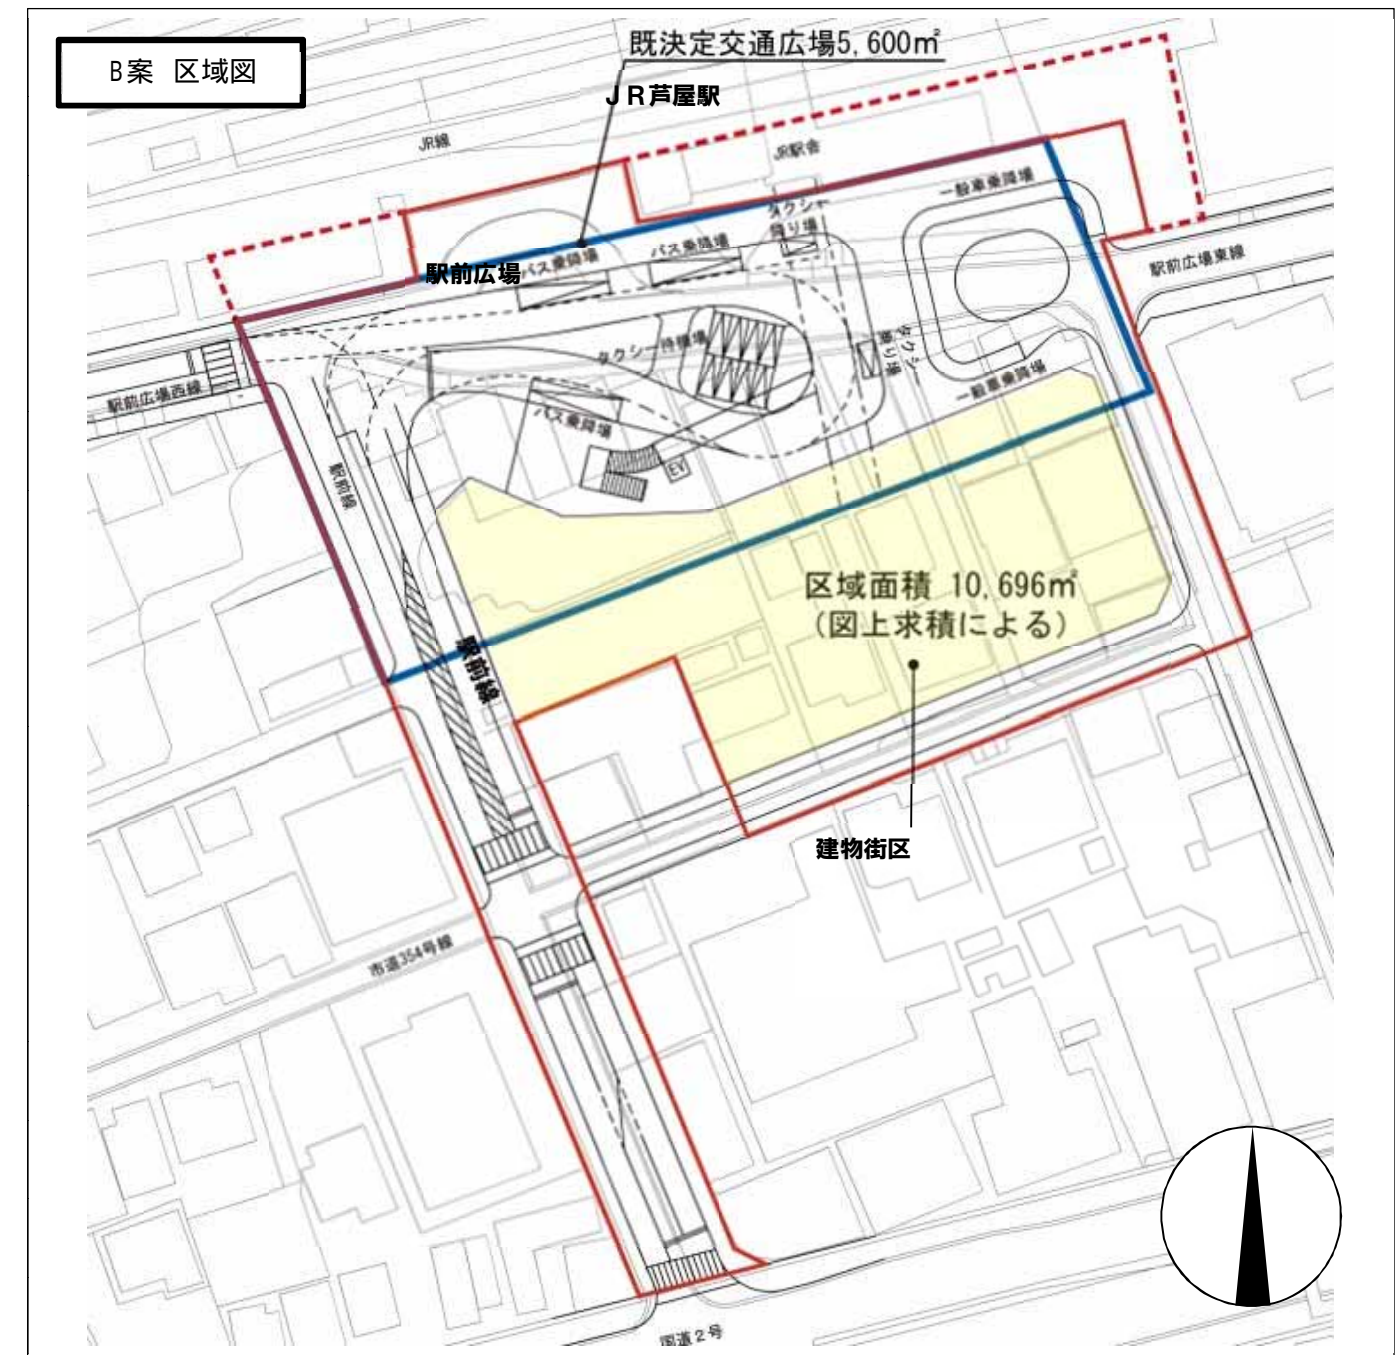 B案 区域図
既決定交通広場5,600㎡
ＪＲ芦屋駅
JR線
JR駅舎
一般車乗降場
タクシー
降り場
バス乗降場
バス乗降場
駅前広場
駅前広場東線
タクシー待機場
タクシー
乗り場
一般車乗降場
駅前広場西線
バス乗降場
EV
駅前線
区域面積 10,696㎡
（図上求積による）
駅前線
建物街区
市道354号線
国道２号